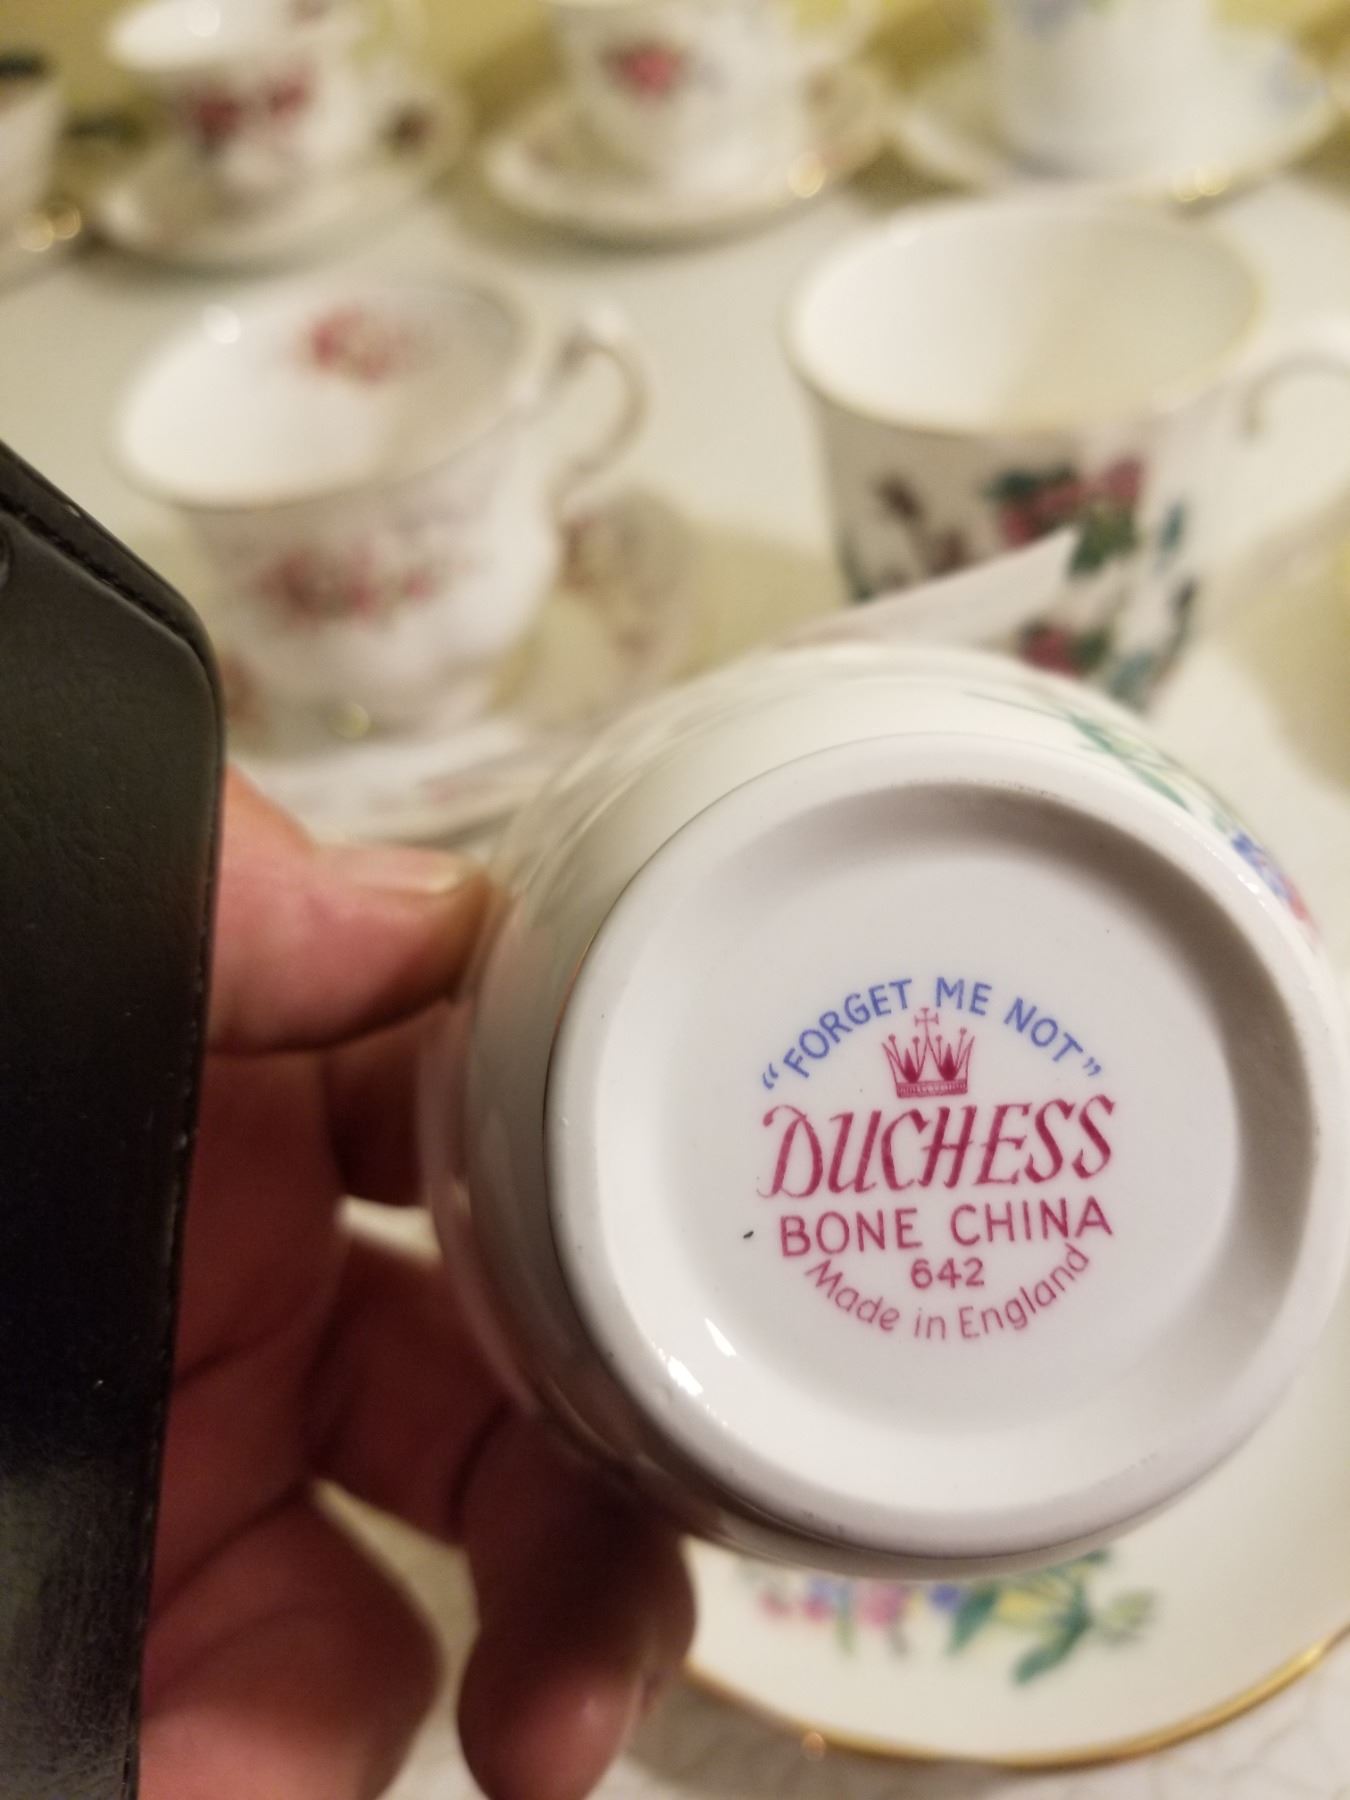 "FORGET ME NOT"
DUCHESS
BONE CHINA
642
Made in England